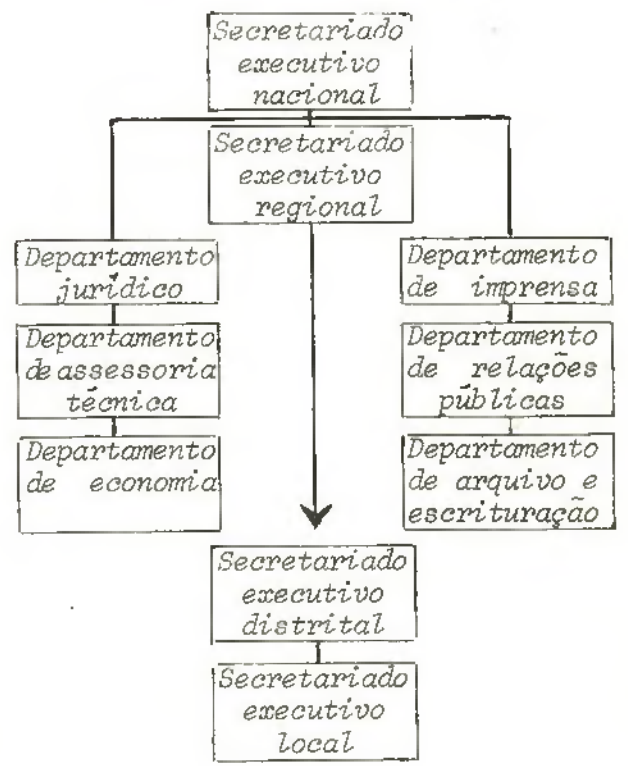 Secretariado
executivo
nacional
Secretariado
executivo
regional
Departamento
jurídico
Departamento
de assessoria
técnica
Departamento
de economia
Departamento
de imprensa
Departamento
de relações
públicas
Departamento
de arquivo e
escrituração
Secretariado
executivo
distrital
Secretariado
executivo
local